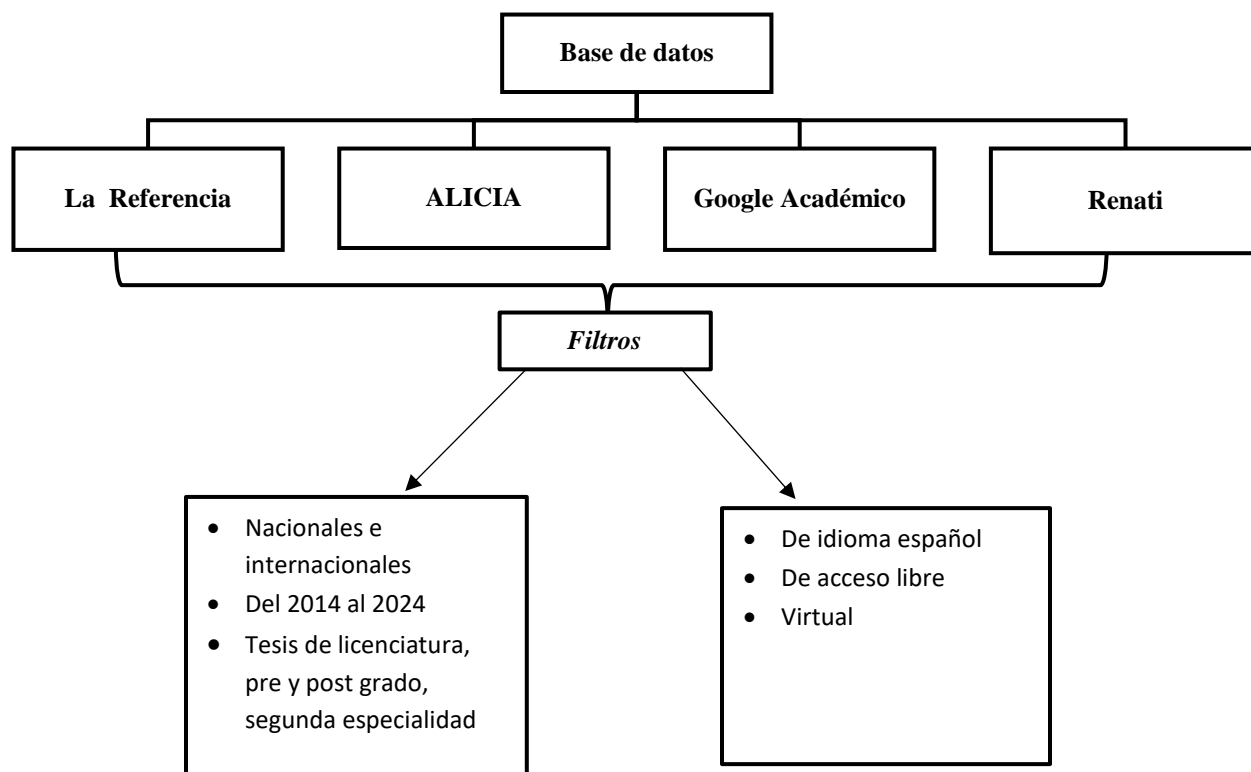 Base de datos
La Referencia
ALICIA
Google Académico
Renati
Filtros
• Nacionales e
internacionales
• Del 2014 al 2024
• Tesis de licenciatura,
pre y post grado,
segunda especialidad
• De idioma español
• De acceso libre
• Virtual